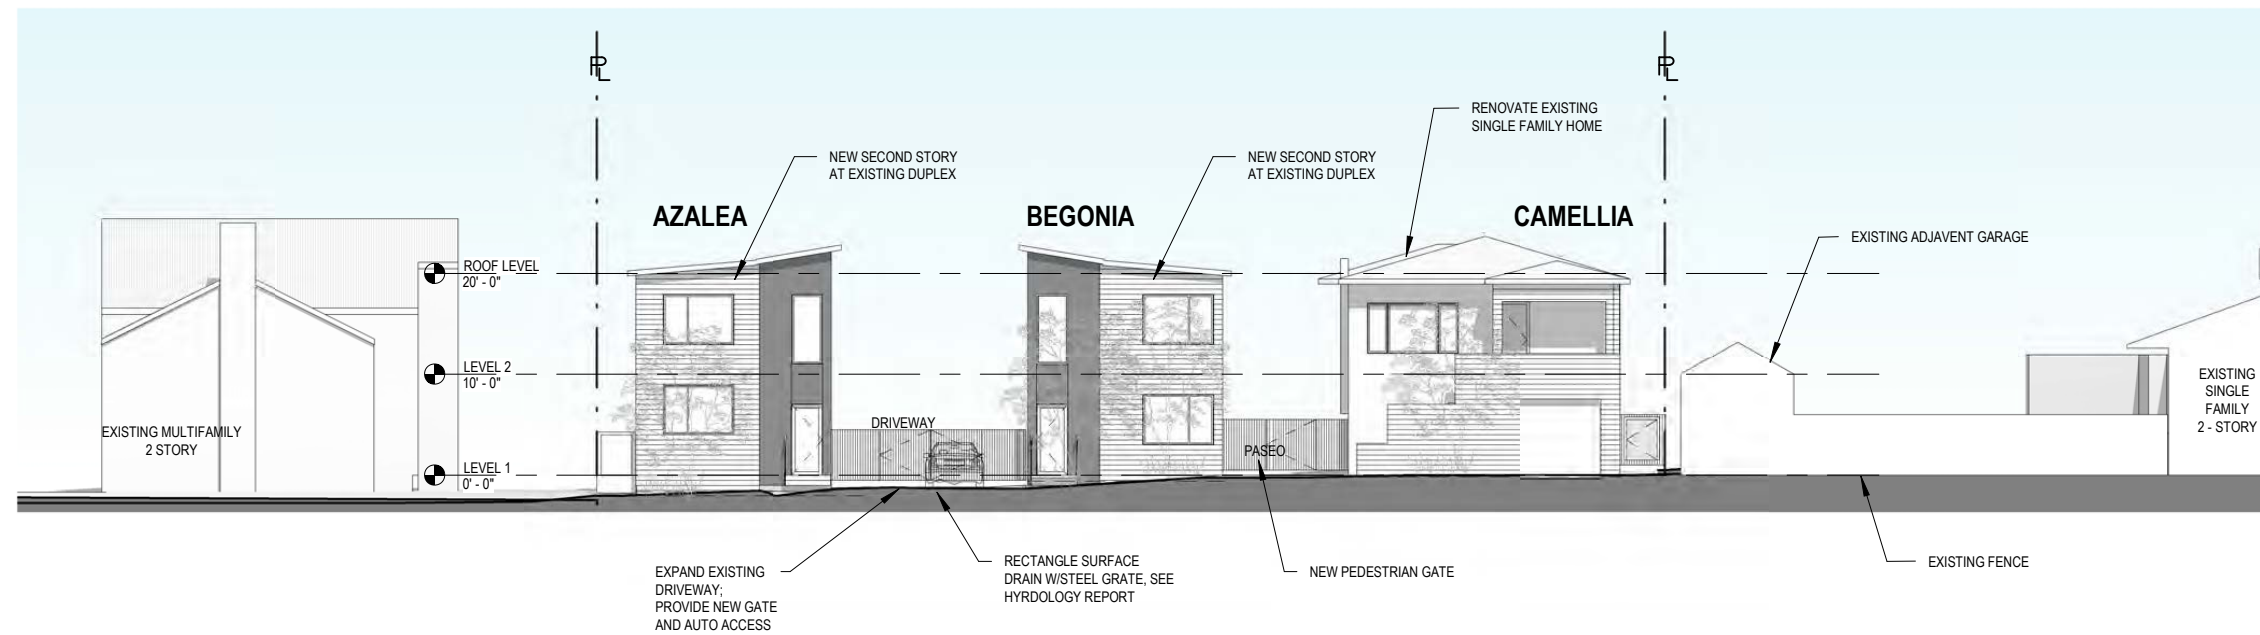 PL
PL
RENOVATE EXISTING
SINGLE FAMILY HOME
NEW SECOND STORY
AT EXISTING DUPLEX
NEW SECOND STORY
AT EXISTING DUPLEX
AZALEA
BEGONIA
CAMELLIA
EXISTING ADJAVENT GARAGE
ROOF LEVEL
20' - 0"
LEVEL 2
10' - 0"
LEVEL 1
0' - 0"
EXISTING MULTIFAMILY
2 STORY
DRIVEWAY
PASEO
EXISTING
SINGLE
FAMILY
2 - STORY
EXPAND EXISTING
DRIVEWAY;
PROVIDE NEW GATE
AND AUTO ACCESS
RECTANGLE SURFACE
DRAIN W/STEEL GRATE, SEE
HYRDOLOGY REPORT
NEW PEDESTRIAN GATE
EXISTING FENCE